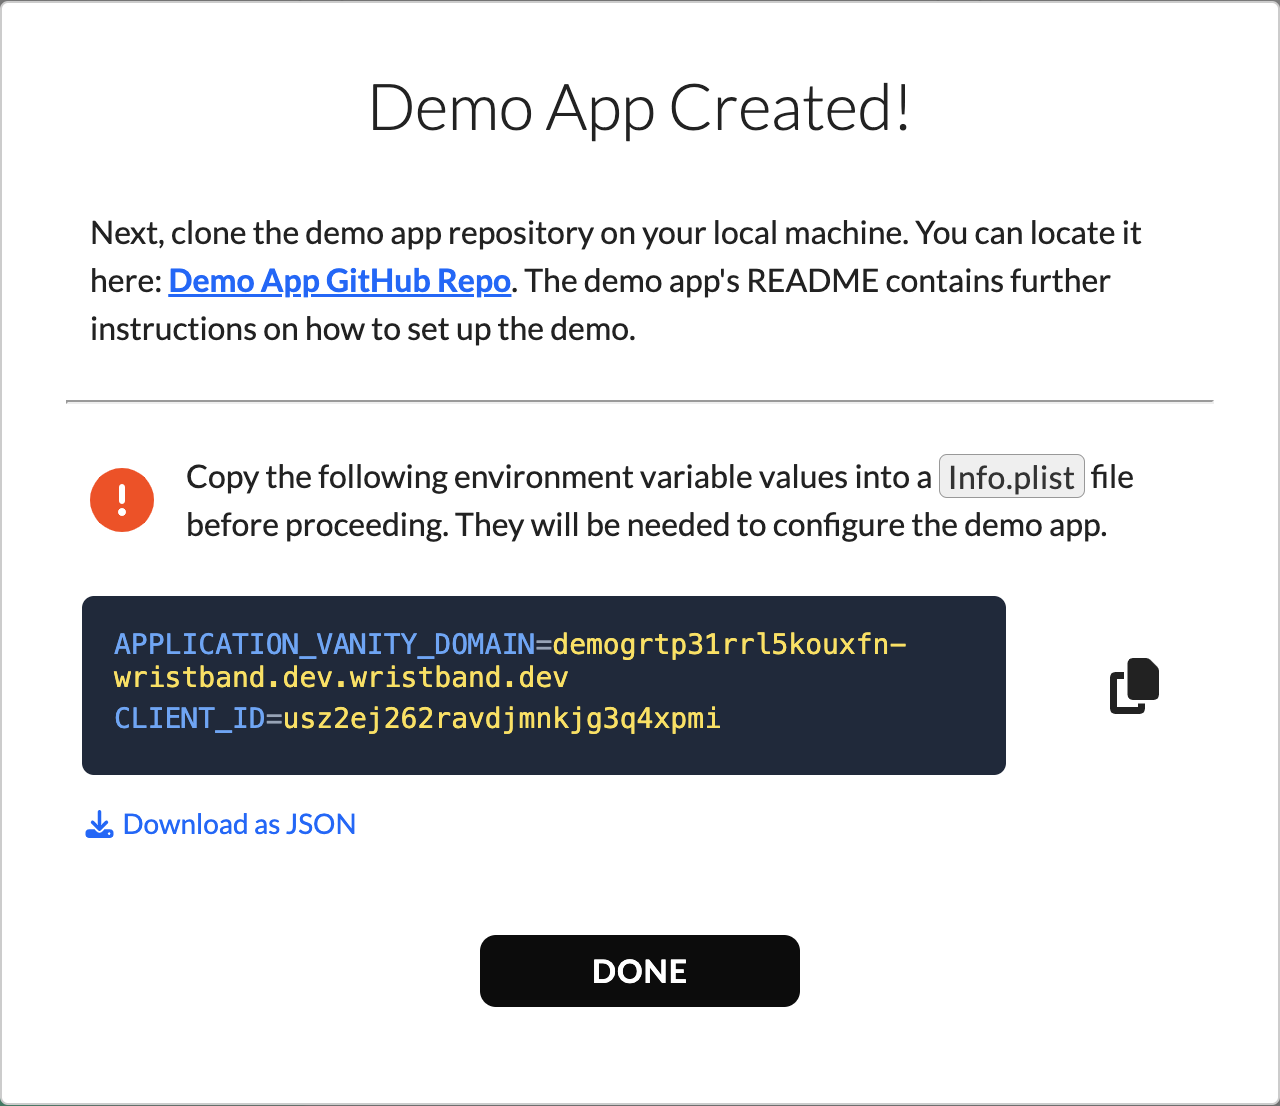 Demo App Created!
Next, clone the demo app repository on your local machine. You can locate it
here: Demo App GitHub Repo. The demo app's README contains further
instructions on how to set up the demo.
Copy the following environment variable values into a Info.plist file
before proceeding. They will be needed to configure the demo app.
APPLICATION_VANITY_DOMAIN=demogrtp31rrl5kouxfn-
wristband.dev.wristband.dev
CLIENT_ID=usz2ej262ravdjmnkjg3q4xpmi
Download as JSON
DONE